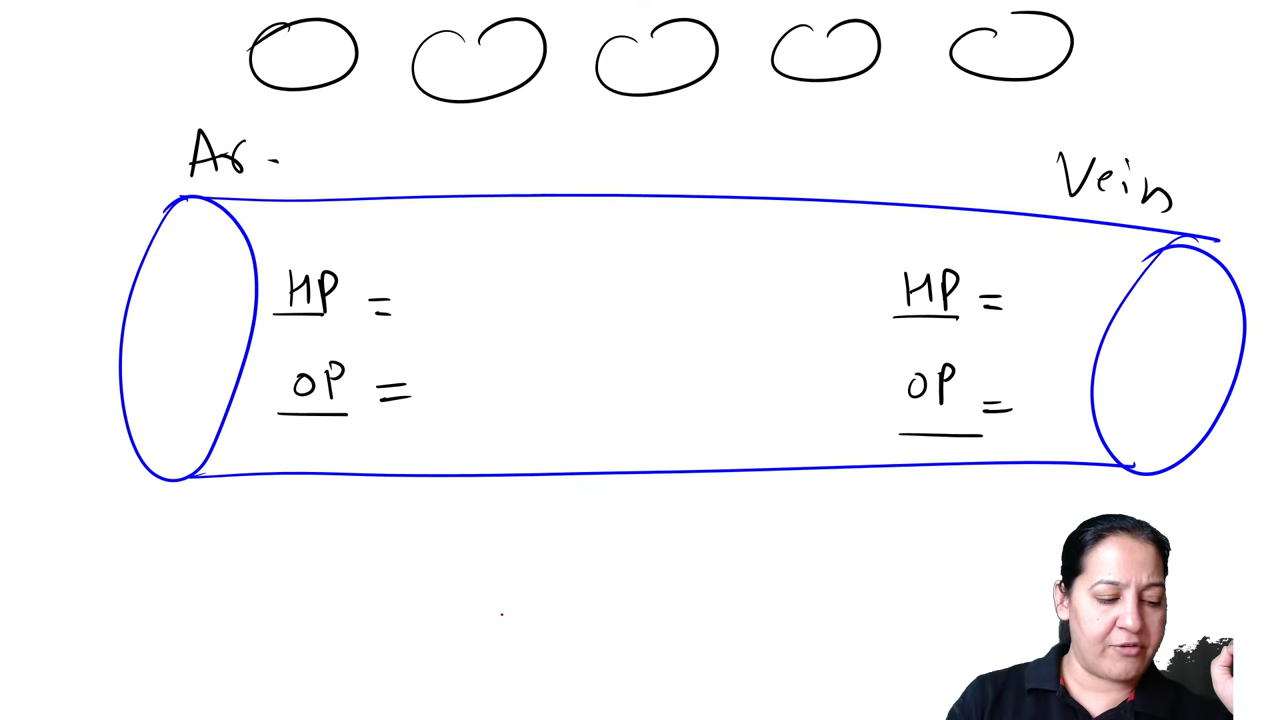 Ar.
Vein
HP = HP =
OP = OP =